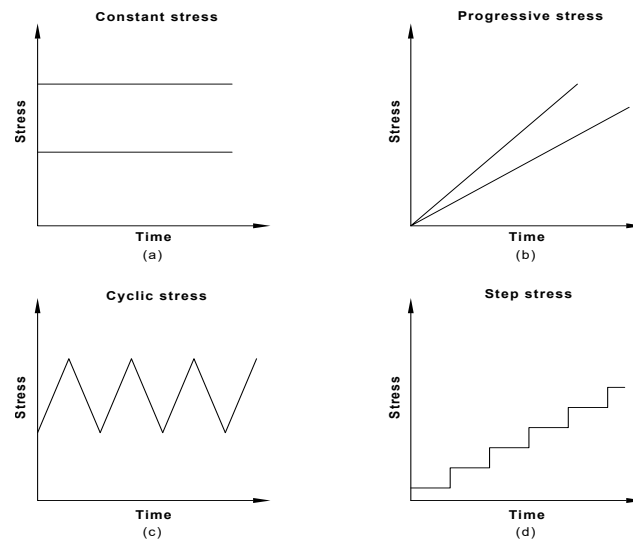 Constant stress
Stress
Time
(a)
Progressive stress
Stress
Time
(b)
Cyclic stress
Stress
Time
(c)
Step stress
Stress
Time
(d)